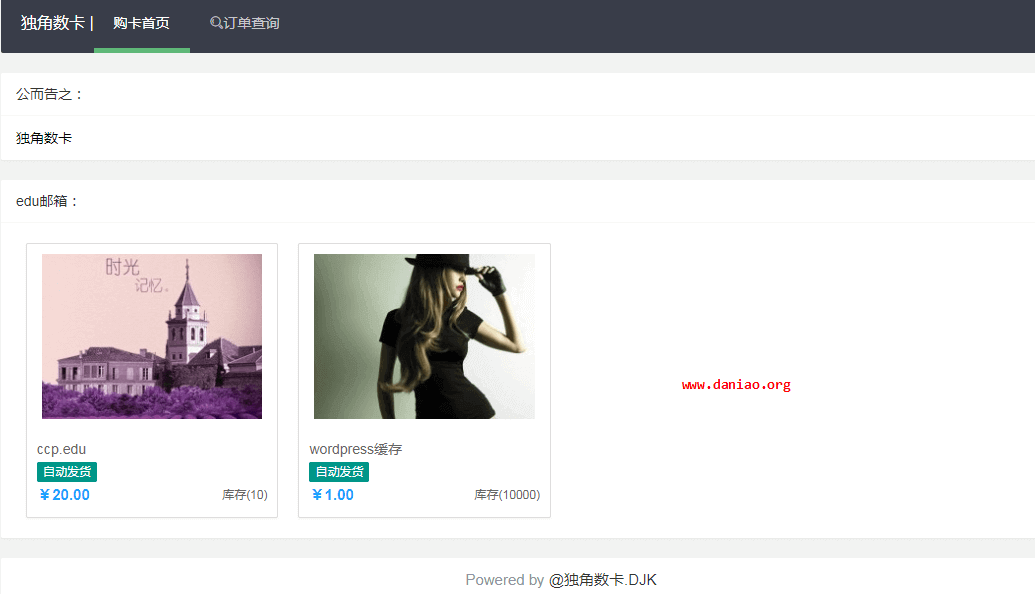 独角数卡 | 购卡首页 订单查询
公而告之：
独角数卡
edu邮箱：
时光
记忆。
www.daniao.org
ccp.edu
wordpress缓存
自动发货
自动发货
￥20.00 库存(10)
￥1.00 库存(10000)
Powered by @独角数卡.DJK